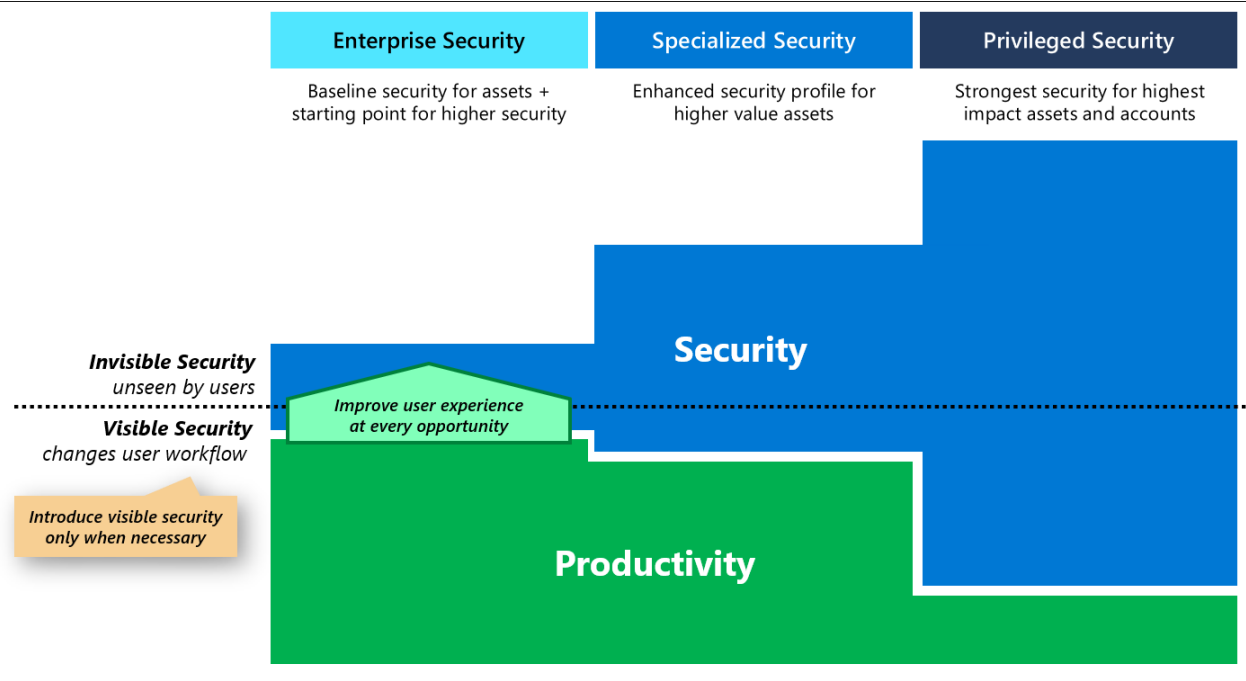 Enterprise Security
Specialized Security
Privileged Security
Baseline security for assets +
starting point for higher security
Enhanced security profile for
higher value assets
Strongest security for highest
impact assets and accounts
Security
Invisible Security
unseen by users
Improve user experience
at every opportunity
Visible Security
changes user workflow
Introduce visible security
only when necessary
Productivity